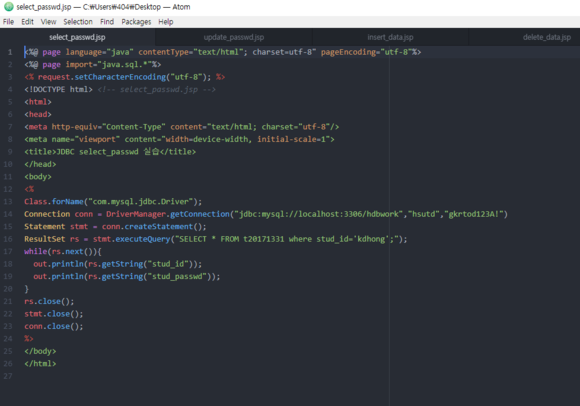 select_passwd.jsp — C:₩Users₩404₩Desktop — Atom
File Edit View Selection Find Packages Help
select_passwd.jsp update_passwd.jsp insert_data.jsp delete_data.jsp
1 <%@ page language="java" contentType="text/html"; charset=utf-8" pageEncoding="utf-8"%>
2 <%@ page import="java.sql.*"%>
3 <% request.setCharacterEncoding("utf-8"); %>
4 <!DOCTYPE html> <!-- select_passwd.jsp -->
5 <html>
6 <head>
7 <meta http-equiv="Content-Type" content="text/html; charset="utf-8"/>
8 <meta name="viewport" content="width=device-width, initial-scale=1">
9 <title>JDBC select_passwd 실습</title>
10 </head>
11 <body>
12 <%
13 Class.forName("com.mysql.jdbc.Driver");
14 Connection conn = DriverManager.getConnection("jdbc:mysql://localhost:3306/hdbwork","hsutd","gkrtod123A!")
15 Statement stmt = conn.createStatement();
16 ResultSet rs = stmt.executeQuery("SELECT * FROM t20171331 where stud_id='kdhong';");
17 while(rs.next()){
18 out.println(rs.getString("stud_id"));
19 out.println(rs.getString("stud_passwd"));
20 }
21 rs.close();
22 stmt.close();
23 conn.close();
24 %>
25 </body>
26 </html>
27